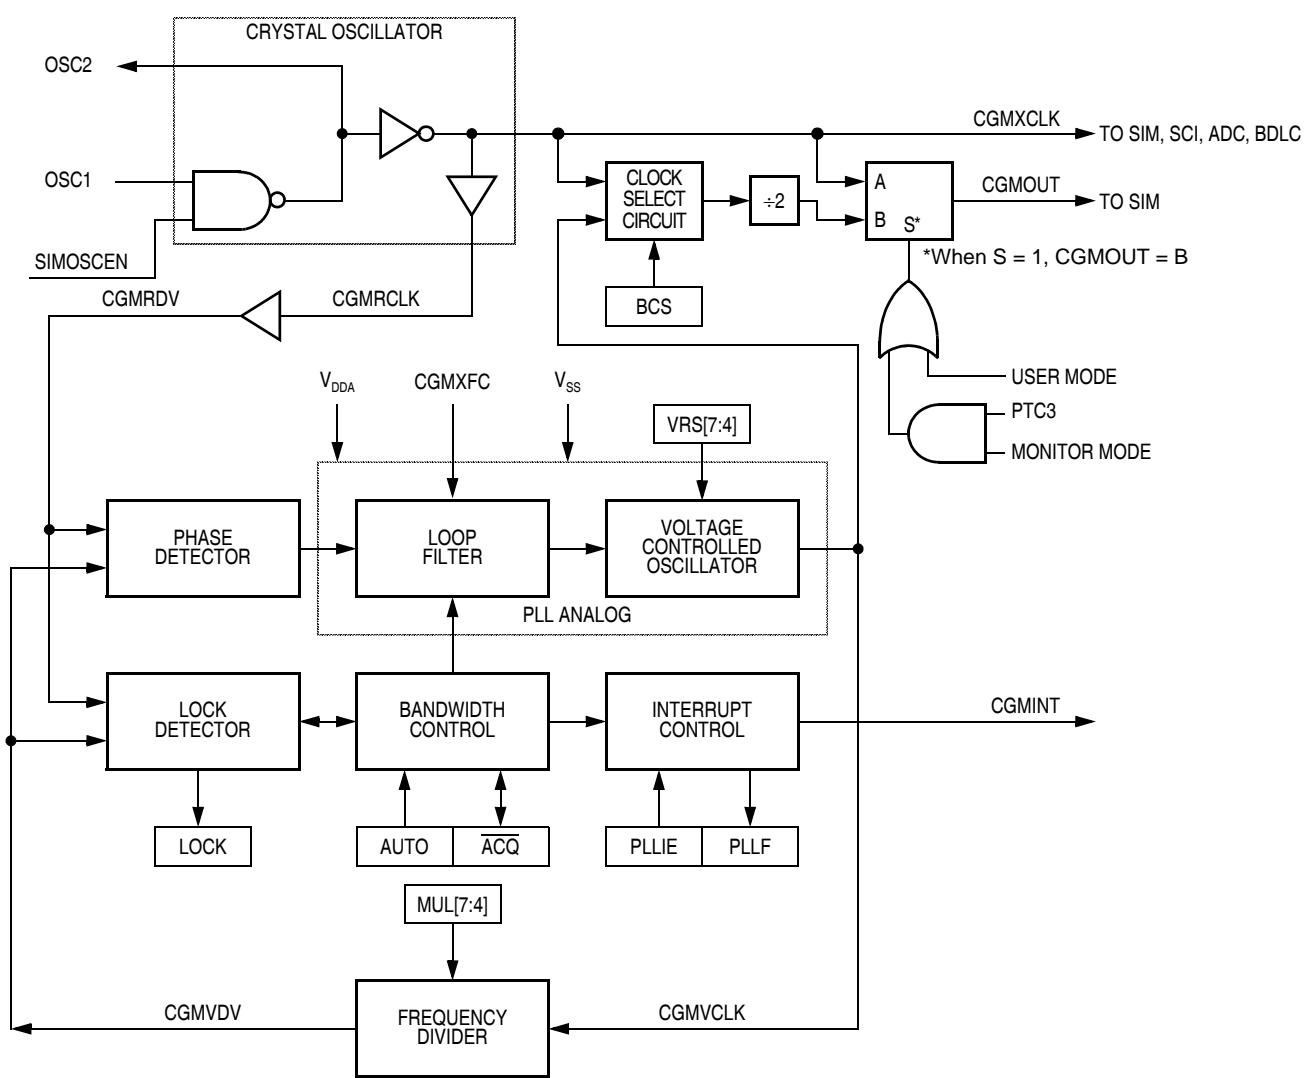 CRYSTAL OSCILLATOR
OSC2
CGMXCLK
TO SIM, SCI, ADC, BDLC
OSC1
CLOCK
SELECT
CIRCUIT
÷2
A
B
S*
CGMOUT
TO SIM
*When S = 1, CGMOUT = B
SIMOSCEN
CGMRDV
CGMRCLK
BCS
USER MODE
PTC3
MONITOR MODE
VDDA
CGMXFC
VSS
VRS[7:4]
PHASE
DETECTOR
LOOP
FILTER
VOLTAGE
CONTROLLED
OSCILLATOR
PLL ANALOG
LOCK
DETECTOR
BANDWIDTH
CONTROL
INTERRUPT
CONTROL
CGMINT
LOCK
AUTO
ACQ
PLLIE
PLLF
MUL[7:4]
CGMVDV
FREQUENCY
DIVIDER
CGMVCLK